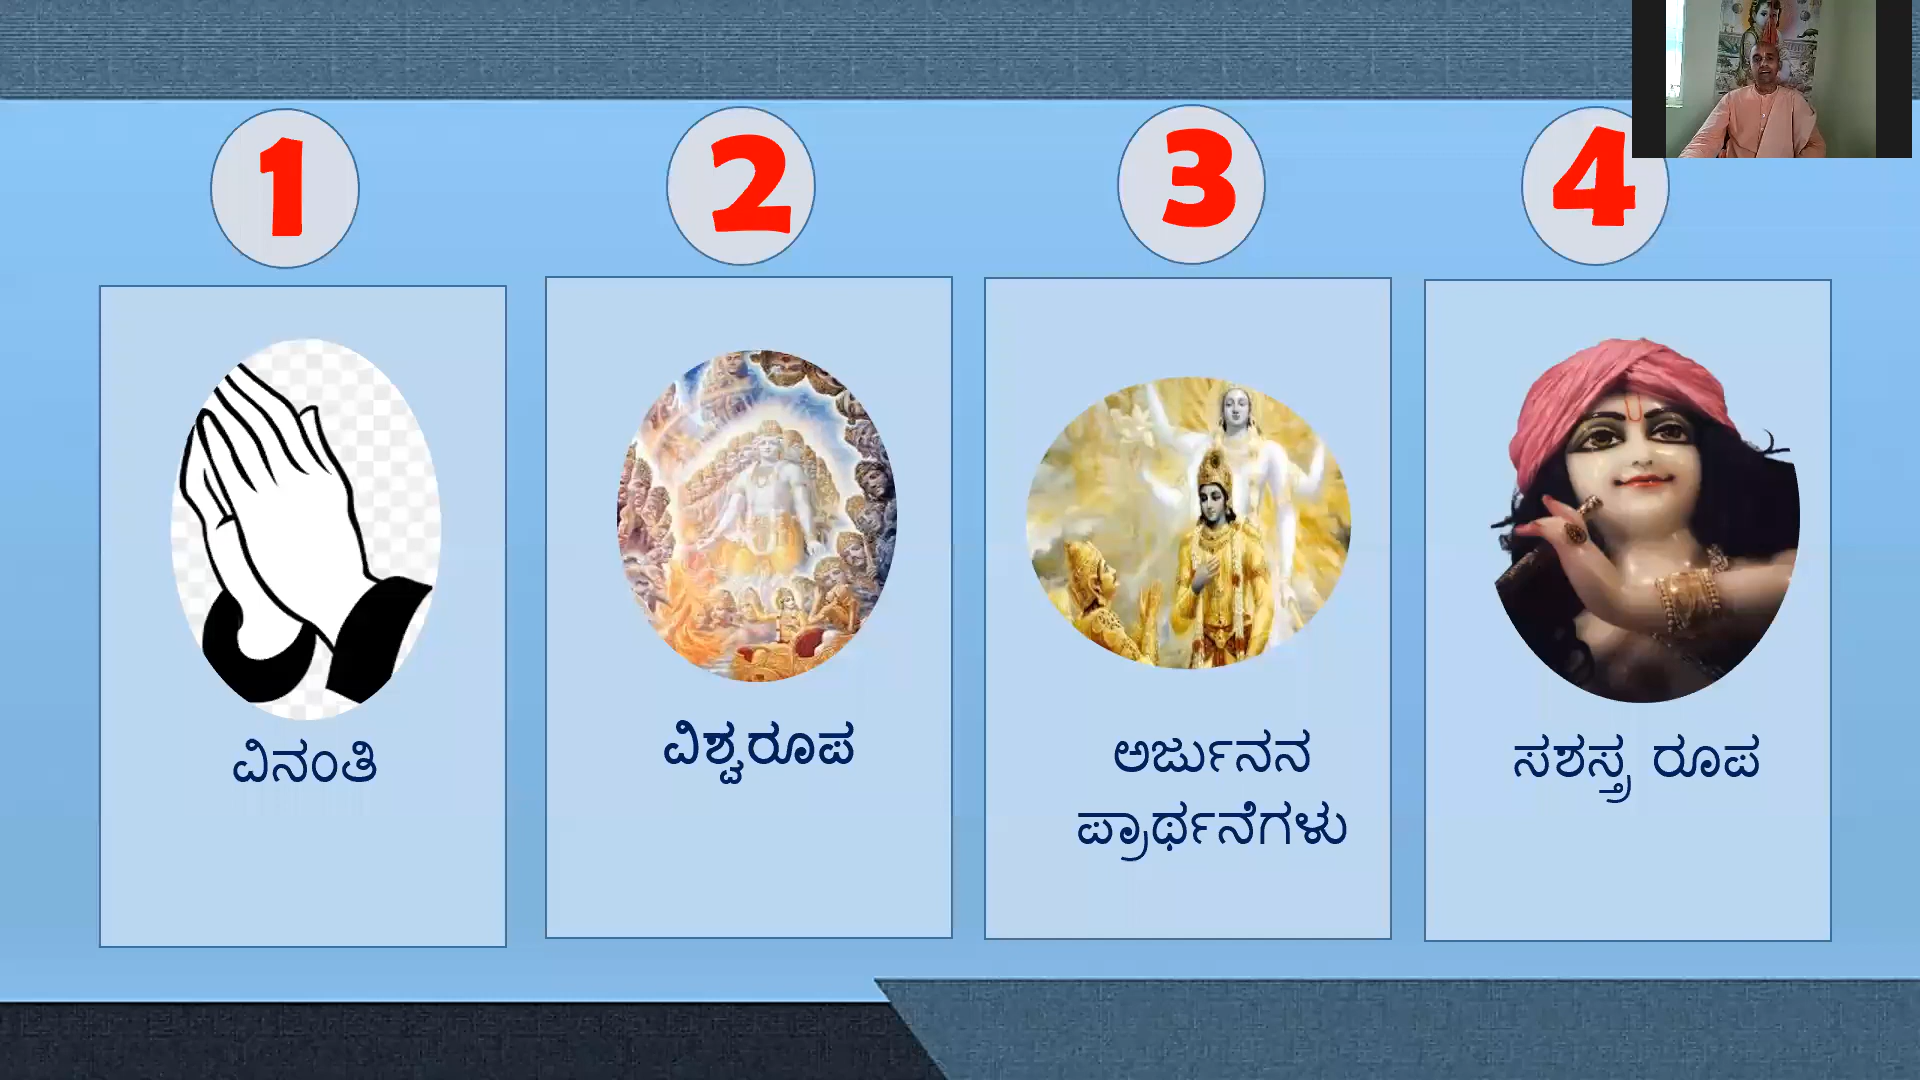 1
2
3
4
ವಿನಂತಿ
ವಿಶ್ವರೂಪ
ಅರ್ಜುನನ
ಪ್ರಾರ್ಥನೆಗಳು
ಸಶಸ್ತ್ರ ರೂಪ